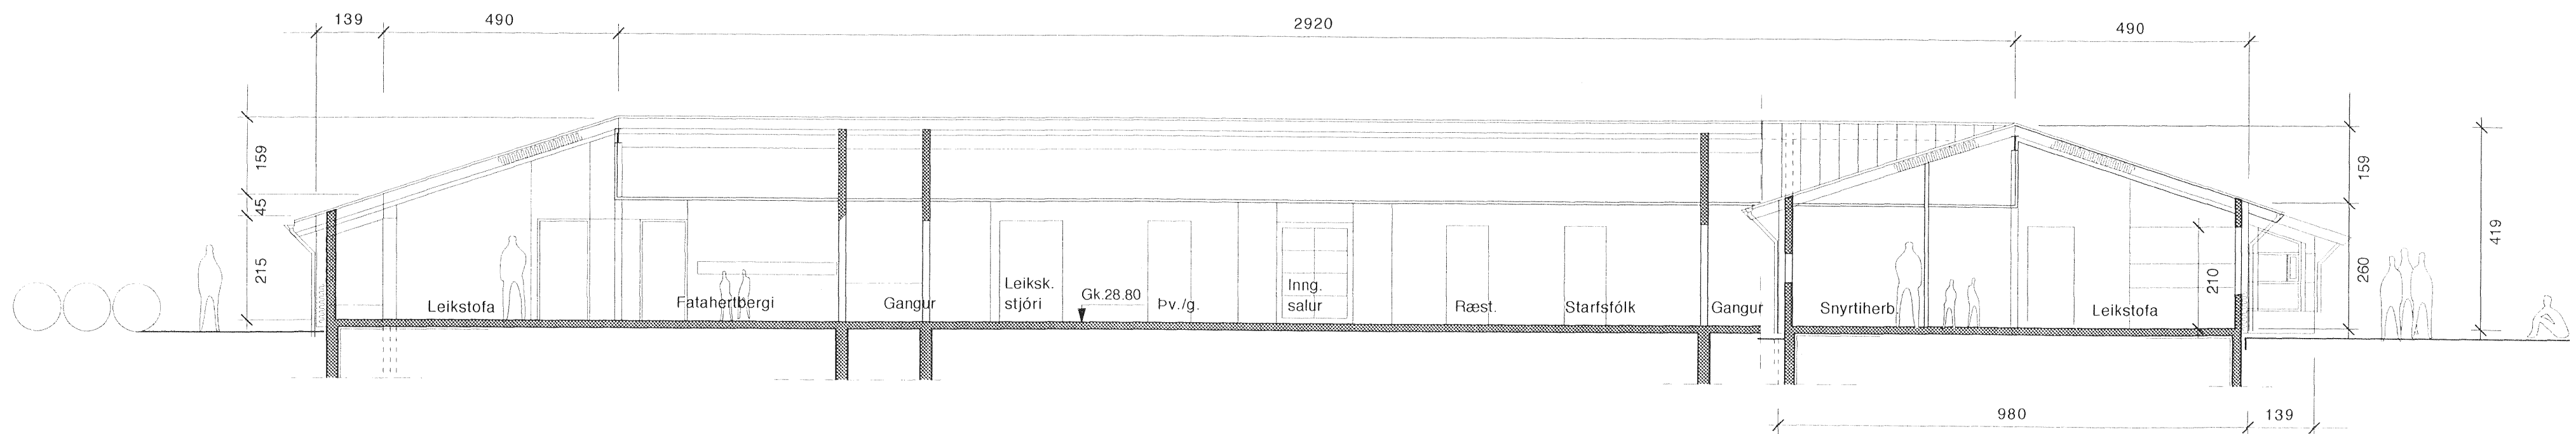 139
490
2920
490
159
45
215
159
260
419
210
Leikstofa
Fatahertbergi
Gangur
Leiksk.
stjóri
Gk.28.80
Þv./g.
Inng.
salur
Ræst.
Starfsfólk
Gangur
Snyrtiherb.
Leikstofa
980
139